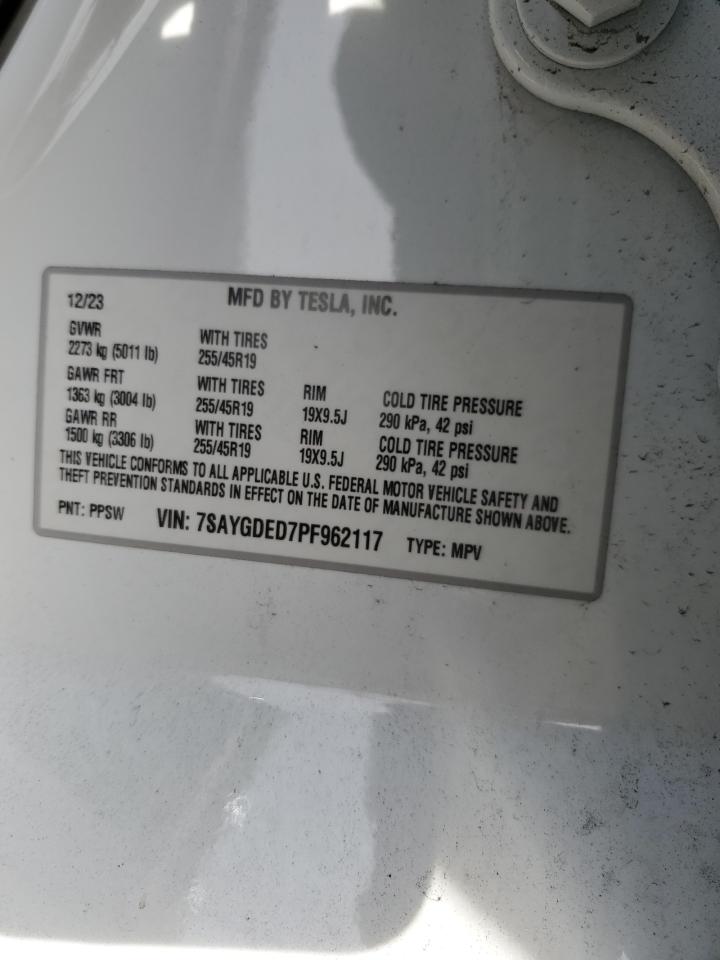 12/23 MFD BY TESLA, INC.
GVWR
2273 kg (5011 lb) WITH TIRES 255/45R19
GAWR FRT
1363 kg (3004 lb) WITH TIRES 255/45R19 RIM 19X9.5J COLD TIRE PRESSURE 290 kPa, 42 psi
GAWR RR
1500 kg (3306 lb) WITH TIRES 255/45R19 RIM 19X9.5J COLD TIRE PRESSURE 290 kPa, 42 psi
THIS VEHICLE CONFORMS TO ALL APPLICABLE U.S. FEDERAL MOTOR VEHICLE SAFETY AND
THEFT PREVENTION STANDARDS IN EFFECT ON THE DATE OF MANUFACTURE SHOWN ABOVE.
PNT: PPSW VIN: 7SAYGDED7PF962117 TYPE: MPV